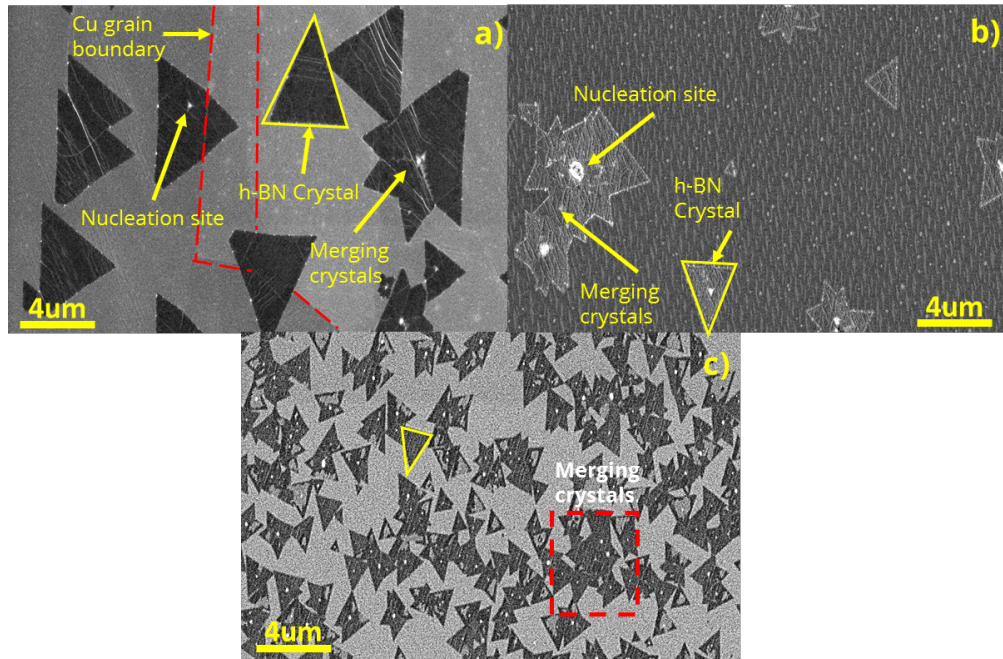 Cu grain
boundary
a)
Nucleation site
h-BN Crystal
Merging
crystals
4um
b)
Nucleation site
h-BN
Crystal
Merging
crystals
4um
c)
Merging
crystals
4um